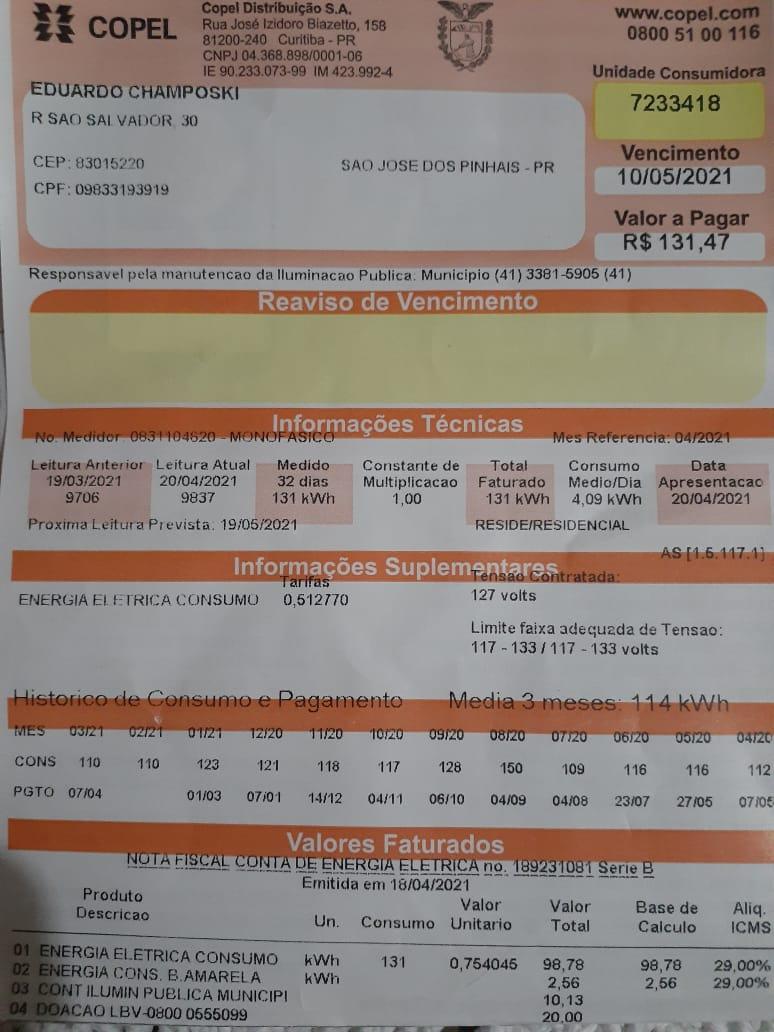 COPEL
Copel Distribuição S.A.
Rua José Izidoro Biazetto, 158
81200-240 Curitiba - PR
CNPJ 04.368.898/0001-06
IE 90.233.073-99 IM 423.992-4
www.copel.com
0800 51 00 116
EDUARDO CHAMPOSKI
R SAO SALVADOR, 30
CEP: 83015220 SAO JOSE DOS PINHAIS - PR
CPF: 09833193919
Unidade Consumidora
7233418
Vencimento
10/05/2021
Valor a Pagar
R$ 131,47
Responsavel pela manutencao da Iluminacao Publica: Municipio (41) 3381-5905 (41)
Reaviso de Vencimento
Informações Técnicas
No. Medidor: 0831104620 - MONOFASICO Mes Referencia: 04/2021
Leitura Anterior Leitura Atual Medido Constante de Total Consumo Data
19/03/2021 20/04/2021 32 dias Multiplicacao Faturado Medio/Dia Apresentacao
9706 9837 131 kWh 1,00 131 kWh 4,09 kWh 20/04/2021
Proxima Leitura Prevista: 19/05/2021 RESIDE/RESIDENCIAL
AS [1.5.117.1]
Informações Suplementares
Tarifas Tensao Contratada:
ENERGIA ELETRICA CONSUMO 0,512770 127 volts
Limite faixa adequada de Tensao:
117 - 133 / 117 - 133 volts
Historico de Consumo e Pagamento Media 3 meses: 114 kWh
MES 03/21 02/21 01/21 12/20 11/20 10/20 09/20 08/20 07/20 06/20 05/20 04/20
CONS 110 110 123 121 118 117 128 150 109 116 116 112
PGTO 07/04 01/03 07/01 14/12 04/11 06/10 04/09 04/08 23/07 27/05 07/05
Valores Faturados
NOTA FISCAL CONTA DE ENERGIA ELETRICA no. 189231081 Serie B
Emitida em 18/04/2021
Produto Valor Valor Base de Aliq.
Descricao Un. Consumo Unitario Total Calculo ICMS
01 ENERGIA ELETRICA CONSUMO kWh 131 0,754045 98,78 98,78 29,00%
02 ENERGIA CONS. B.AMARELA kWh 2,56 2,56 29,00%
03 CONT ILUMIN PUBLICA MUNICIPI 10,13
04 DOACAO LBV-0800 0555099 20,00